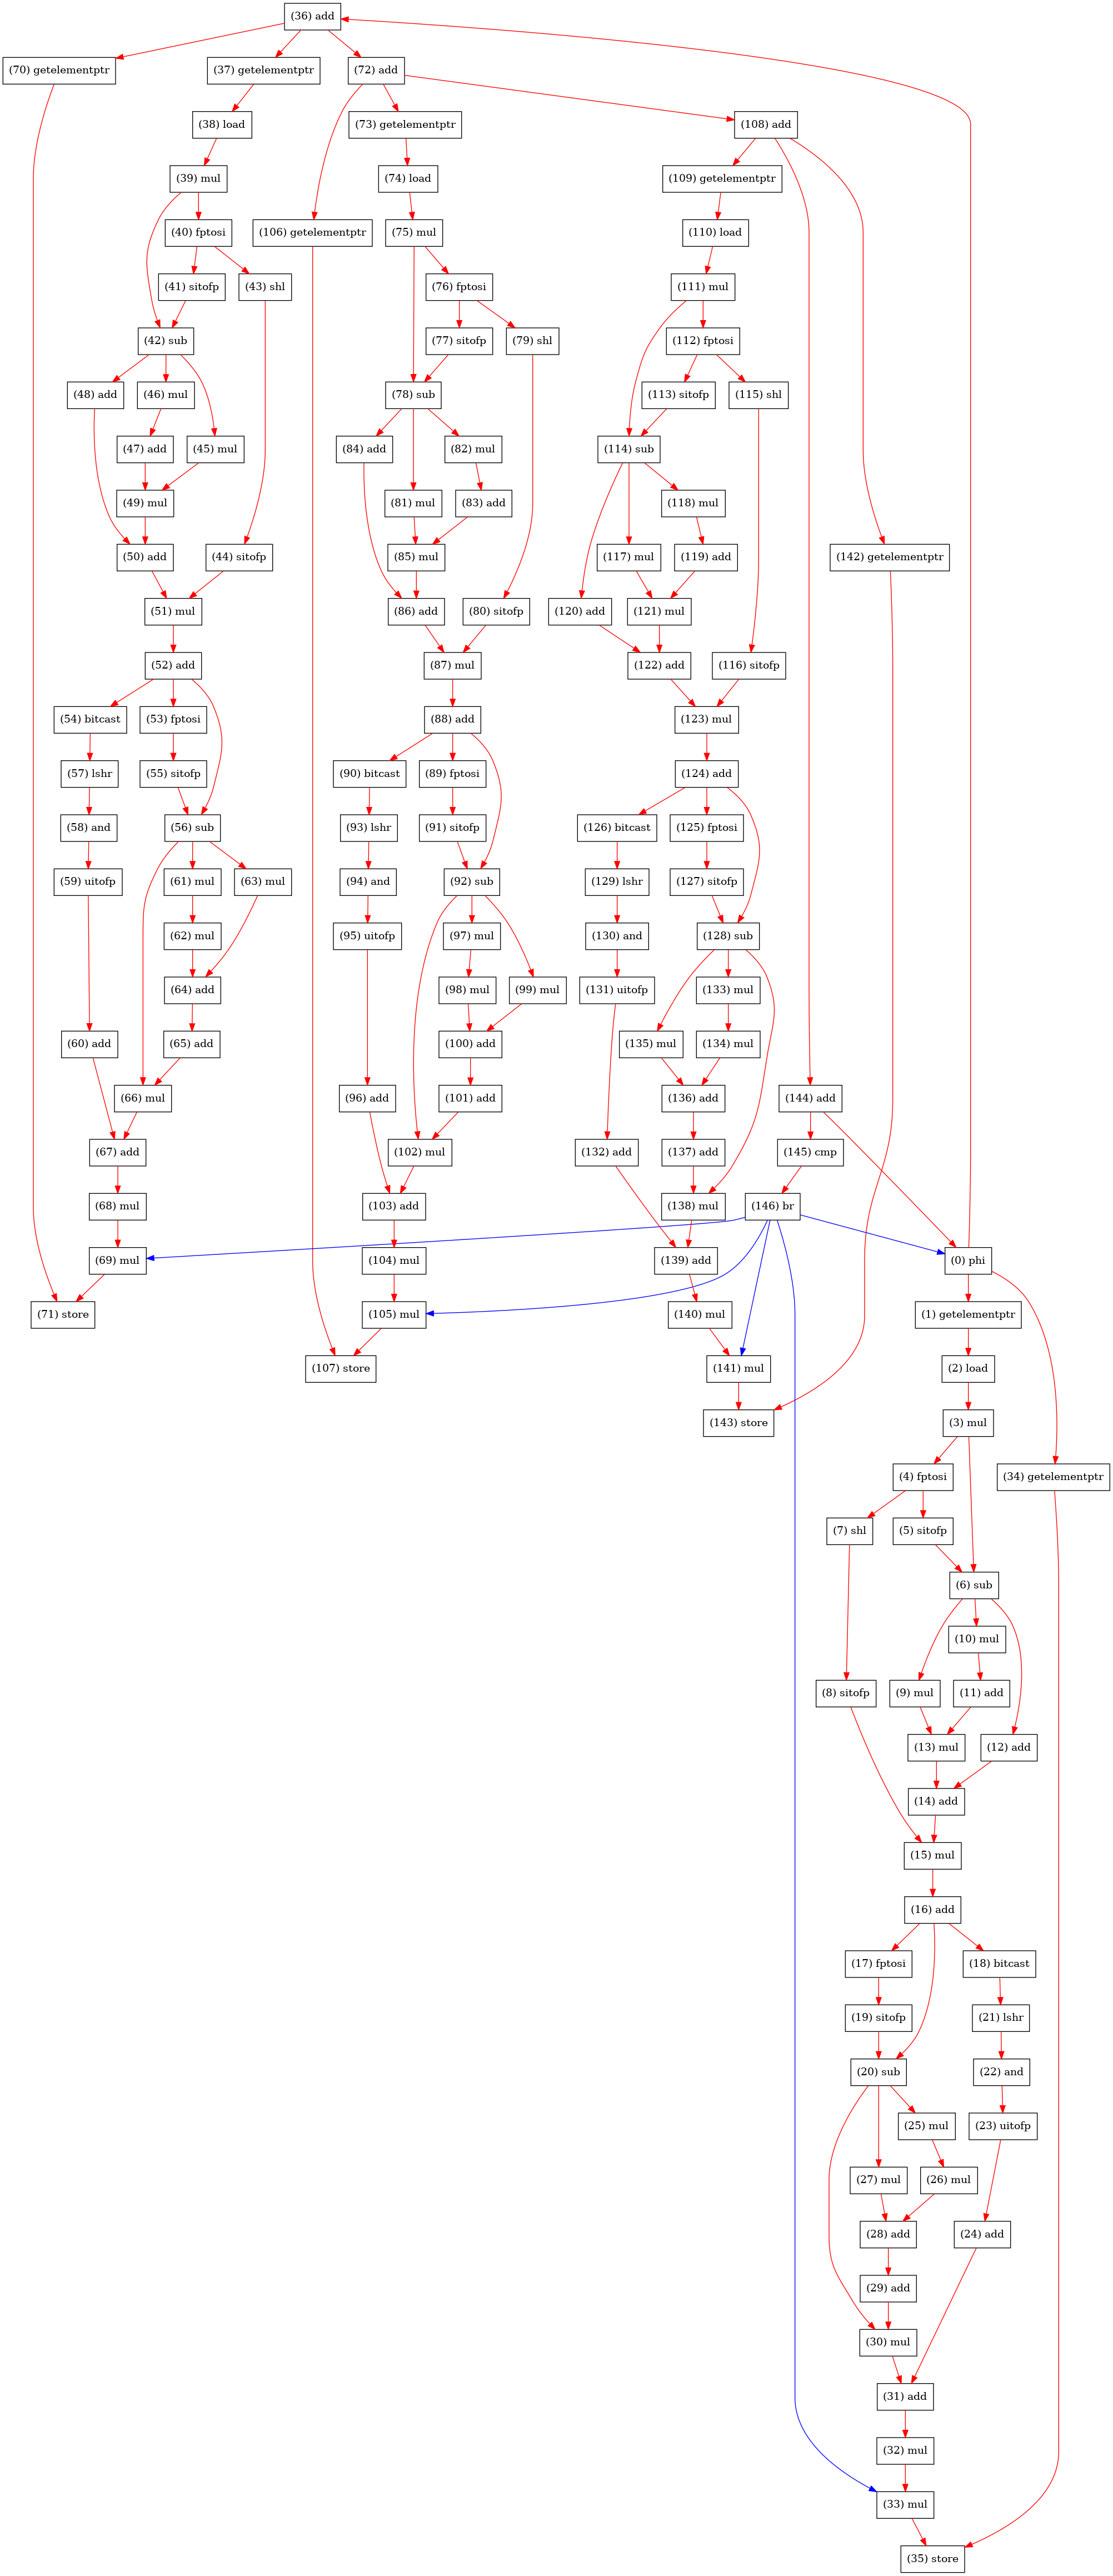 (36) add
(70) getelementptr
(37) getelementptr
(72) add
(38) load
(73) getelementptr
(108) add
(39) mul
(74) load
(109) getelementptr
(40) fptosi
(106) getelementptr
(75) mul
(110) load
(41) sitofp
(43) shl
(76) fptosi
(111) mul
(42) sub
(77) sitofp
(79) shl
(112) fptosi
(48) add
(46) mul
(78) sub
(113) sitofp
(115) shl
(47) add
(45) mul
(84) add
(82) mul
(114) sub
(49) mul
(81) mul
(83) add
(118) mul
(50) add
(44) sitofp
(85) mul
(117) mul
(119) add
(142) getelementptr
(51) mul
(86) add
(80) sitofp
(120) add
(121) mul
(52) add
(87) mul
(122) add
(116) sitofp
(54) bitcast
(53) fptosi
(88) add
(123) mul
(57) lshr
(55) sitofp
(90) bitcast
(89) fptosi
(124) add
(58) and
(56) sub
(93) lshr
(91) sitofp
(126) bitcast
(125) fptosi
(59) uitofp
(61) mul
(63) mul
(94) and
(92) sub
(129) lshr
(127) sitofp
(62) mul
(95) uitofp
(97) mul
(130) and
(128) sub
(64) add
(98) mul
(99) mul
(131) uitofp
(133) mul
(60) add
(65) add
(100) add
(135) mul
(134) mul
(66) mul
(96) add
(101) add
(136) add
(144) add
(67) add
(102) mul
(132) add
(137) add
(145) cmp
(68) mul
(103) add
(138) mul
(146) br
(69) mul
(104) mul
(139) add
(0) phi
(71) store
(105) mul
(140) mul
(1) getelementptr
(107) store
(141) mul
(2) load
(143) store
(3) mul
(4) fptosi
(34) getelementptr
(7) shl
(5) sitofp
(6) sub
(10) mul
(8) sitofp
(9) mul
(11) add
(13) mul
(12) add
(14) add
(15) mul
(16) add
(17) fptosi
(18) bitcast
(19) sitofp
(21) lshr
(20) sub
(22) and
(25) mul
(23) uitofp
(27) mul
(26) mul
(28) add
(24) add
(29) add
(30) mul
(31) add
(32) mul
(33) mul
(35) store